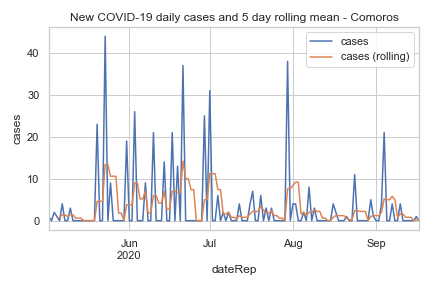 New COVID-19 daily cases and 5 day rolling mean - Comoros
cases
cases (rolling)
40
30
20
10
0
cases
Jun
2020
Jul
Aug
Sep
dateRep